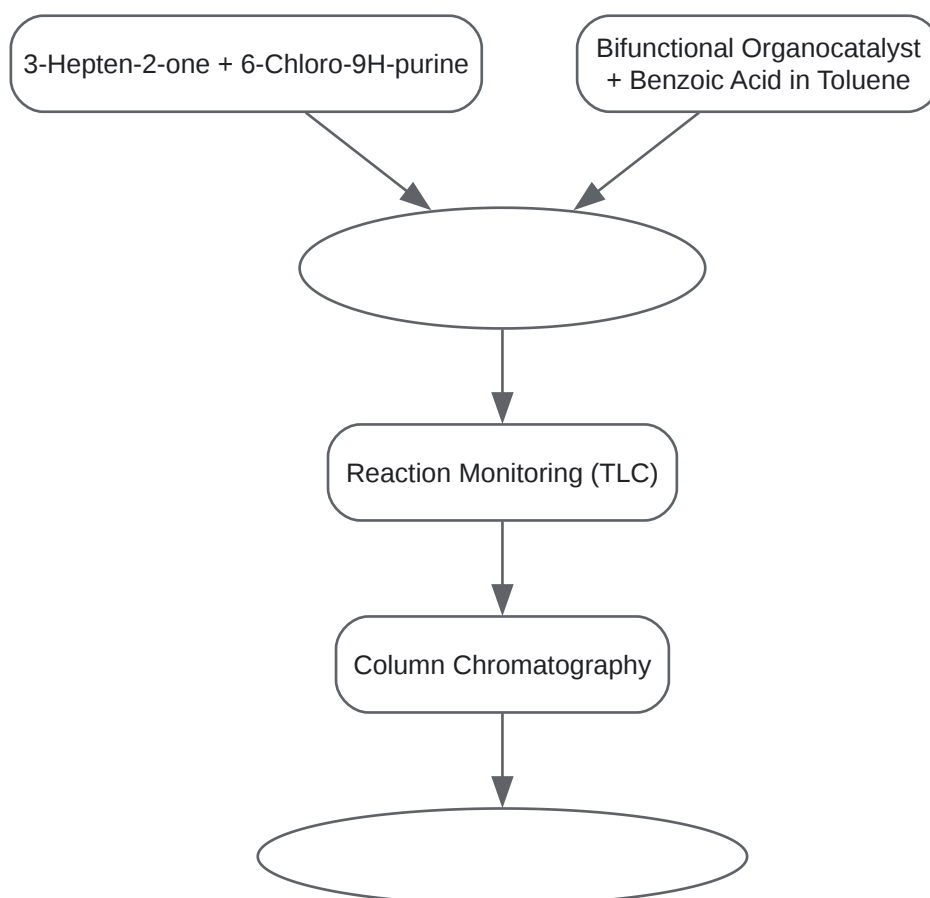 3-Hepten-2-one + 6-Chloro-9H-purine
Bifunctional Organocatalyst
+ Benzoic Acid in Toluene
Reaction Monitoring (TLC)
Column Chromatography